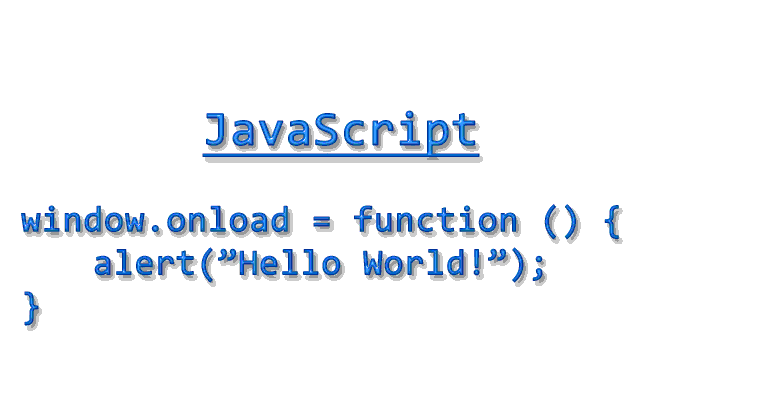 JavaScript
window.onload = function () {
    alert(”Hello World!”);
}